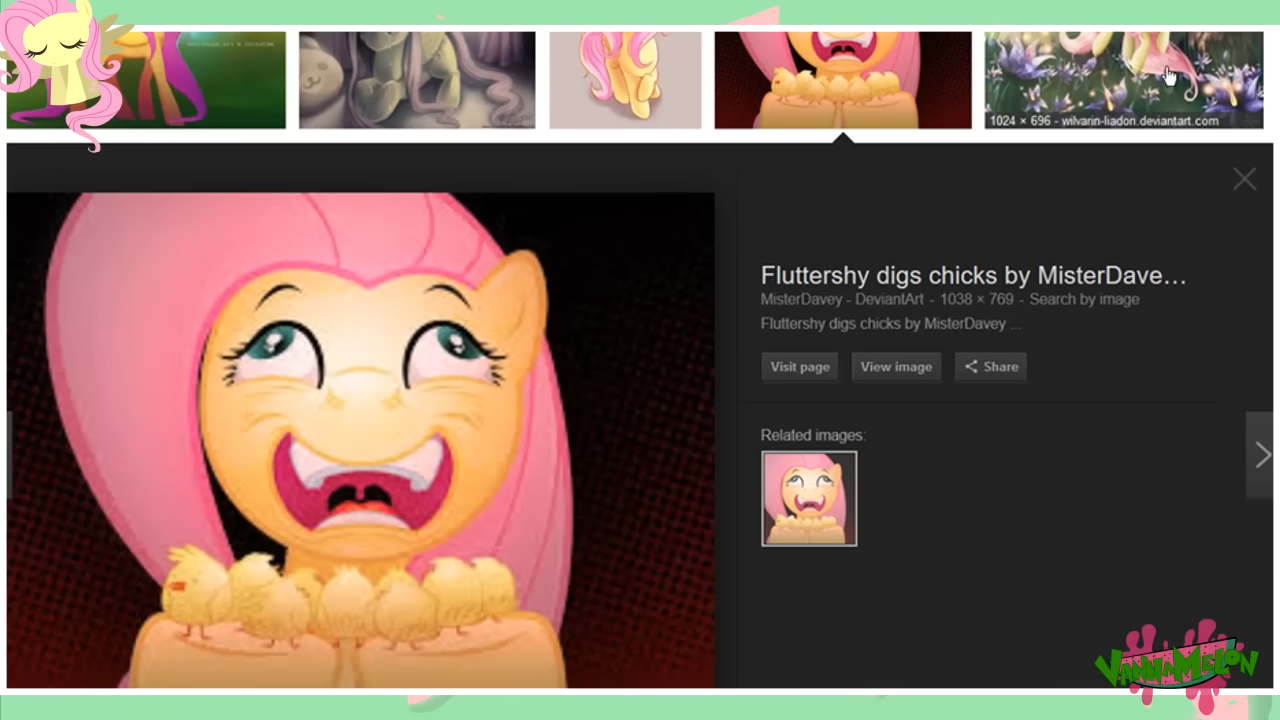 1024 × 696 - wilvarin-liadon.deviantart.com
Fluttershy digs chicks by MisterDave...
MisterDavey - DeviantArt - 1038 × 769 - Search by image
Fluttershy digs chicks by MisterDavey ...
Visit page
View image
Share
Related images:
VANNAMELON